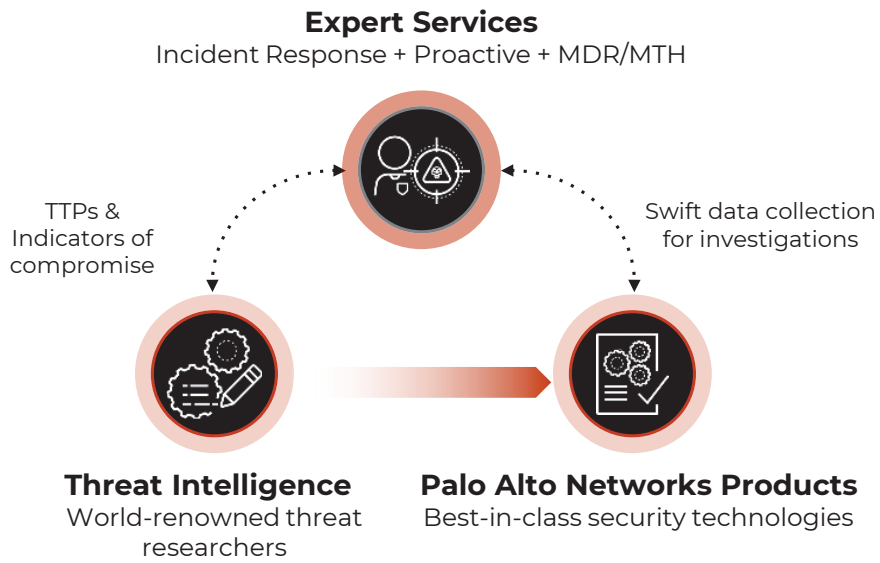 Expert Services
Incident Response + Proactive + MDR/MTH
TTPs &
Indicators of
compromise
Swift data collection
for investigations
Threat Intelligence
World-renowned threat
researchers
Palo Alto Networks Products
Best-in-class security technologies